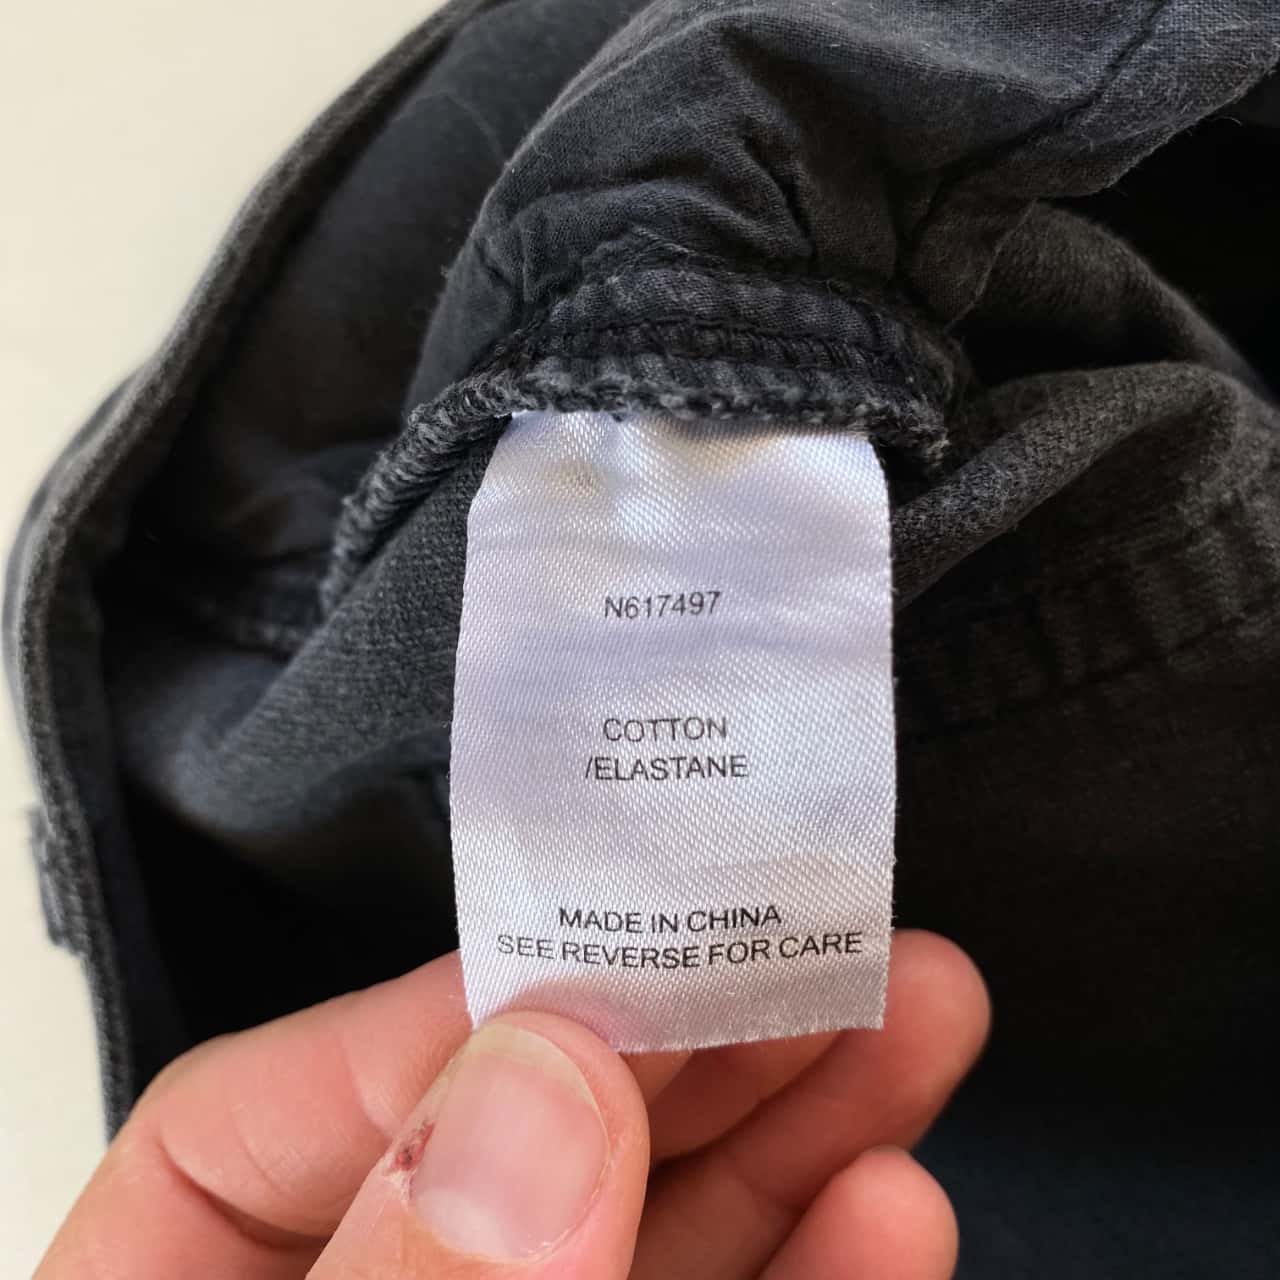 N617497
COTTON
/ELASTANE
MADE IN CHINA
SEE REVERSE FOR CARE